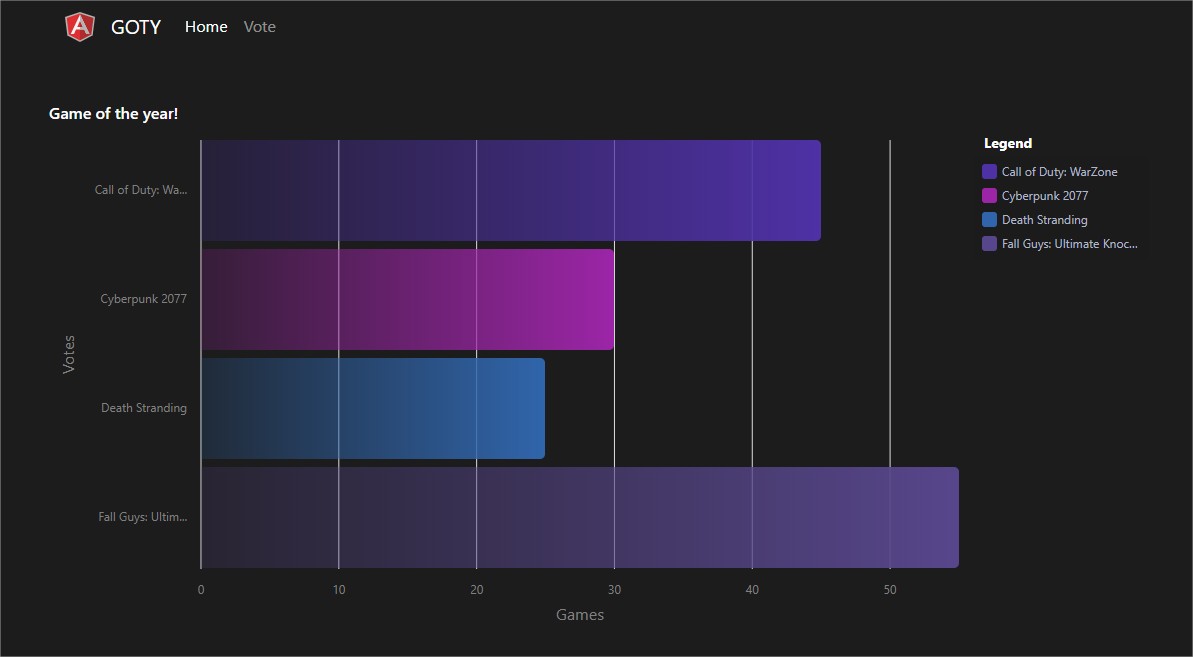 GOTY Home Vote
Game of the year!
Legend
Call of Duty: WarZone
Cyberpunk 2077
Death Stranding
Fall Guys: Ultimate Knoc...
Call of Duty: Wa...
Cyberpunk 2077
Death Stranding
Fall Guys: Ultim...
Votes
0 10 20 30 40 50
Games